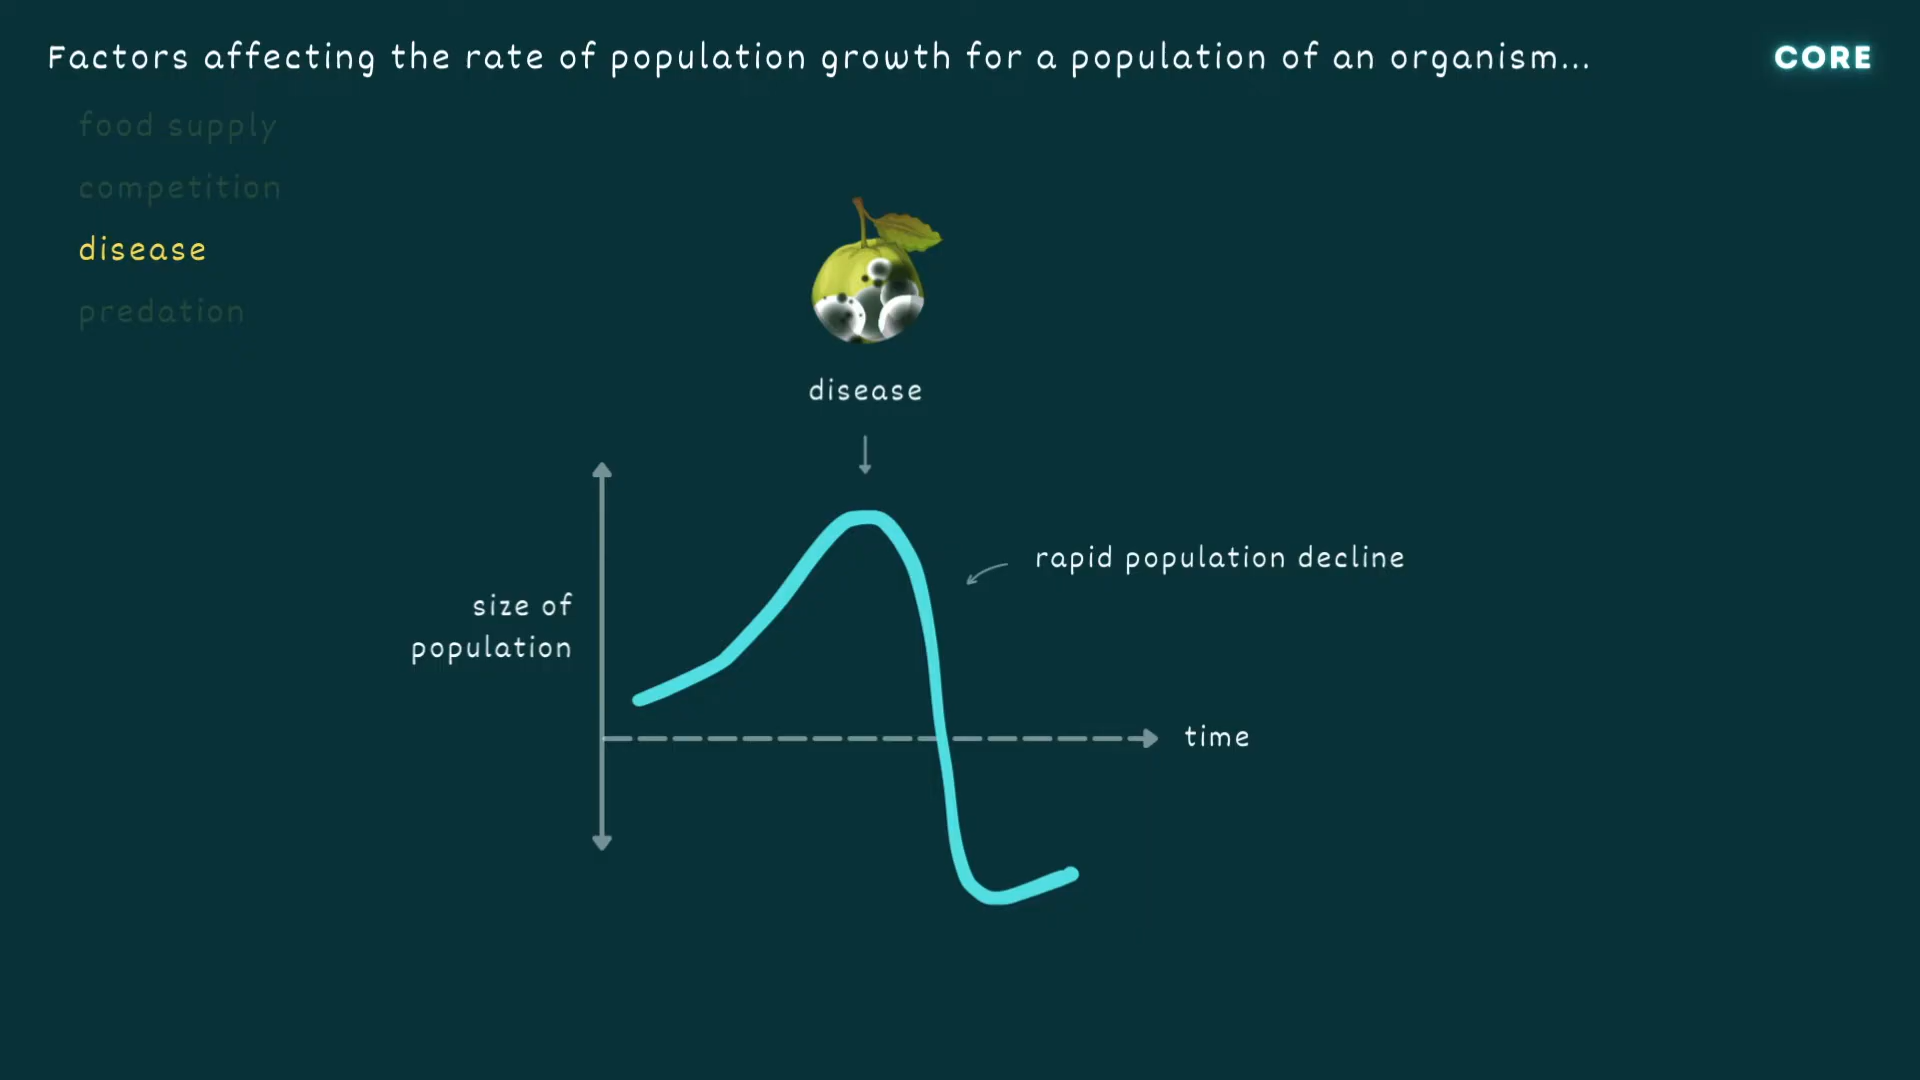 Factors affecting the rate of population growth for a population of an organism...
CORE
food supply
competition
disease
predation
disease
rapid population decline
size of
population
time